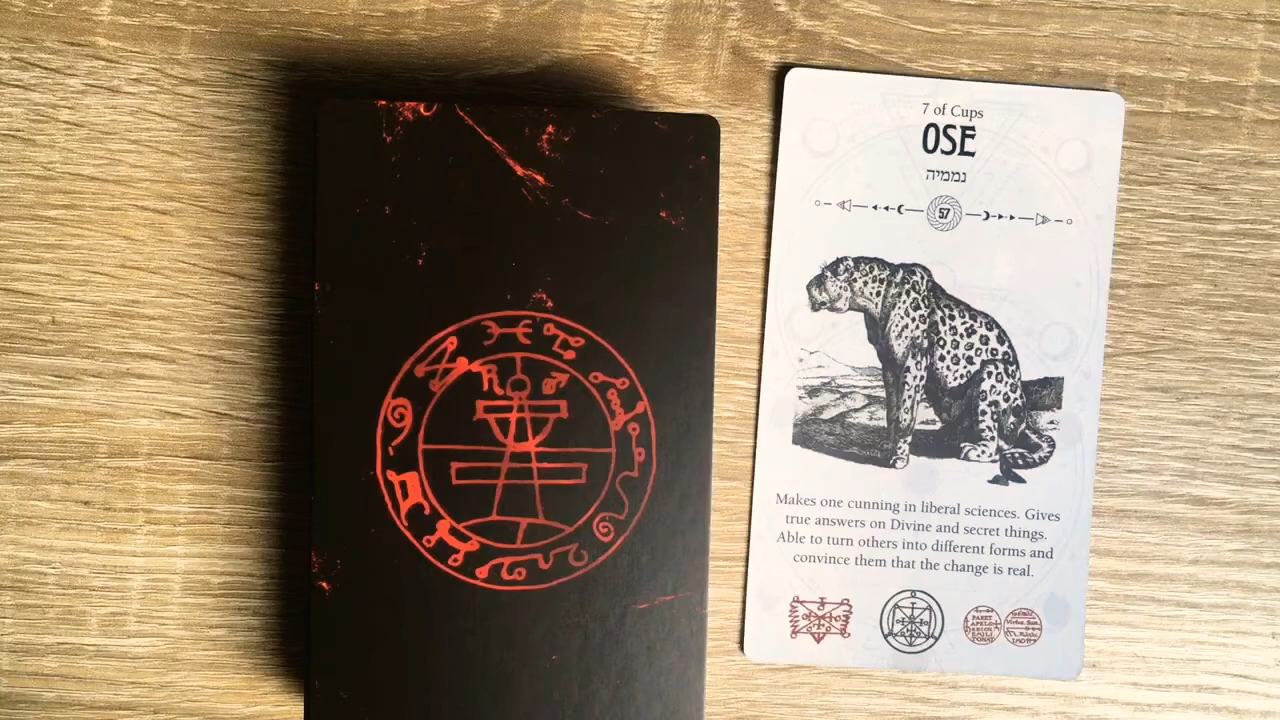 7 of Cups
OSE
נממיה
57
Makes one cunning in liberal sciences. Gives
true answers on Divine and secret things.
Able to turn others into different forms and
convince them that the change is real.